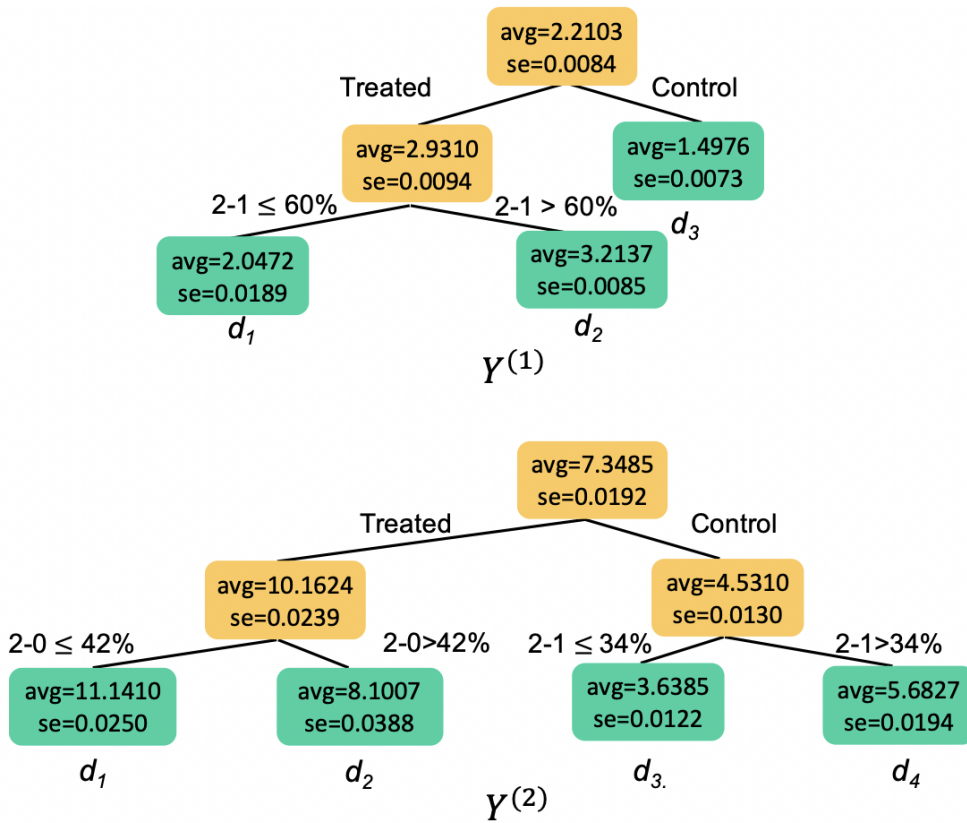 avg=2.2103
se=0.0084
Treated
Control
avg=2.9310
se=0.0094
avg=1.4976
se=0.0073
d3
2-1 ≤ 60%
2-1 > 60%
avg=2.0472
se=0.0189
d1
avg=3.2137
se=0.0085
d2
Y(1)
avg=7.3485
se=0.0192
Treated
Control
avg=10.1624
se=0.0239
avg=4.5310
se=0.0130
2-0 ≤ 42%
2-0>42%
2-1 ≤ 34%
2-1>34%
avg=11.1410
se=0.0250
avg=8.1007
se=0.0388
avg=3.6385
se=0.0122
avg=5.6827
se=0.0194
d1
d2
d3.
d4
Y(2)